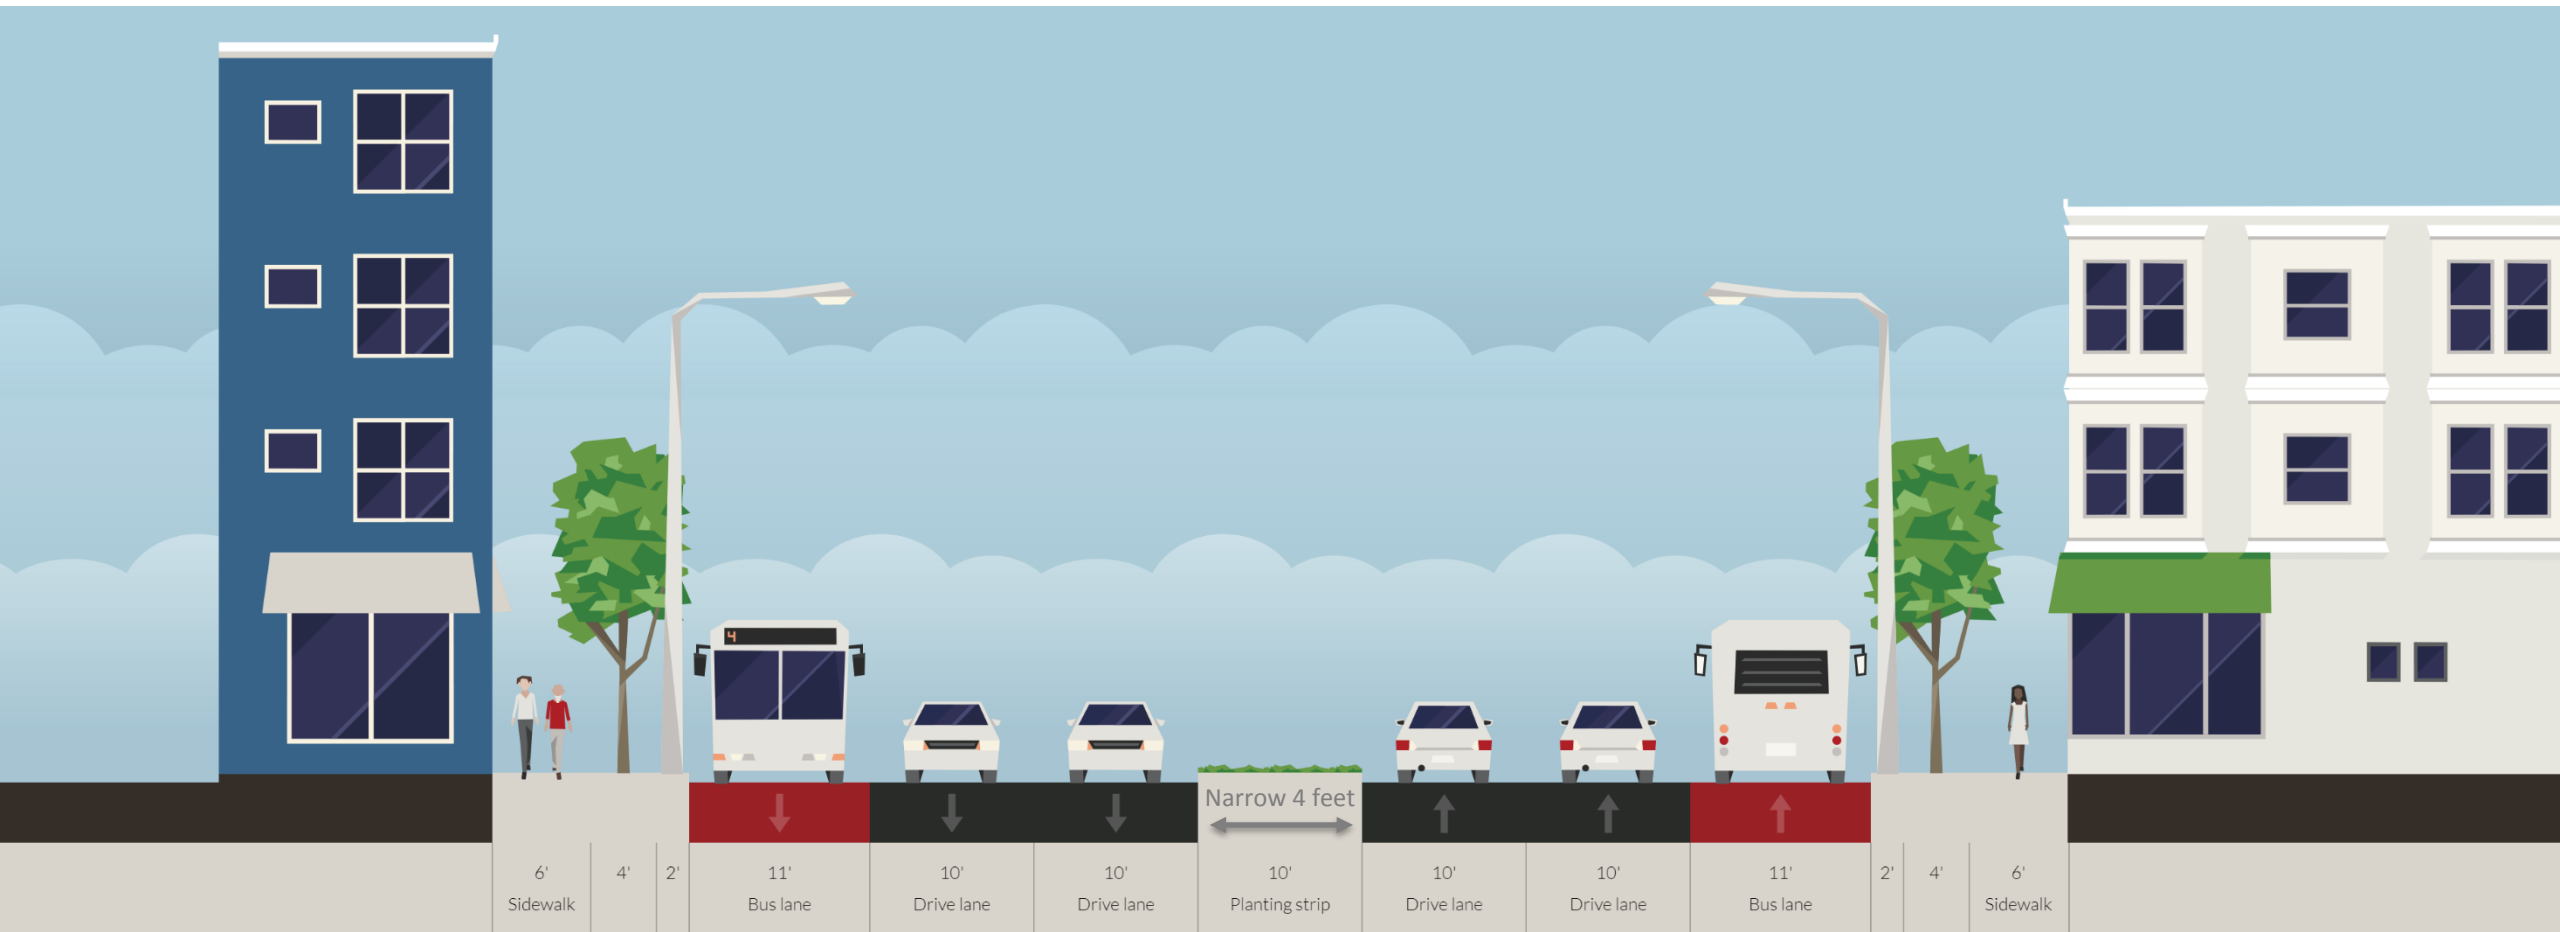 4
Narrow 4 feet
6' 4' 2' 11' 10' 10' 10' 10' 10' 11' 2' 4' 6'
Sidewalk Bus lane Drive lane Drive lane Planting strip Drive lane Drive lane Bus lane Sidewalk